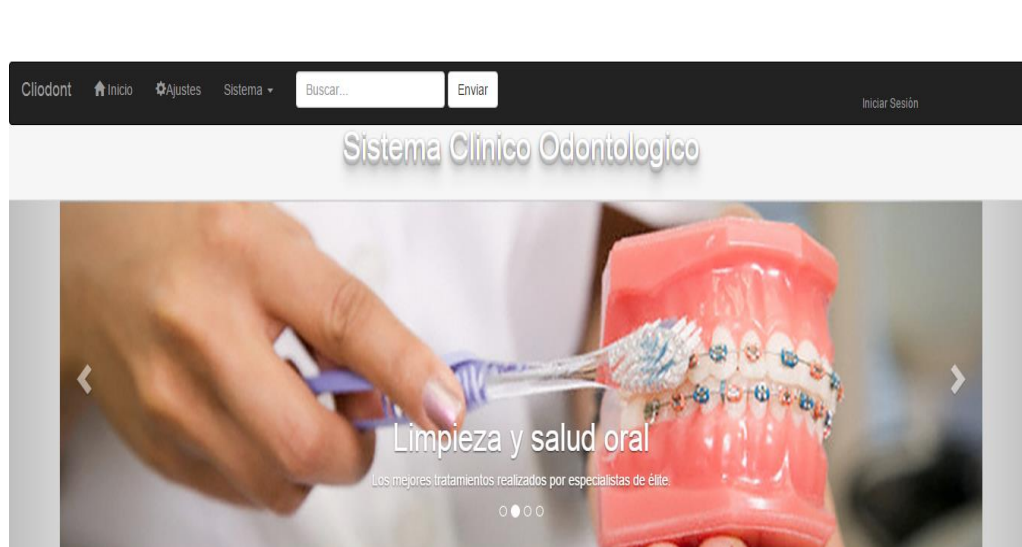 Cliodont Inicio Ajustes Sistema Buscar... Enviar Iniciar Sesión
Sistema Clinico Odontologico
Limpieza y salud oral
Los mejores tratamientos realizados por especialistas de élite.